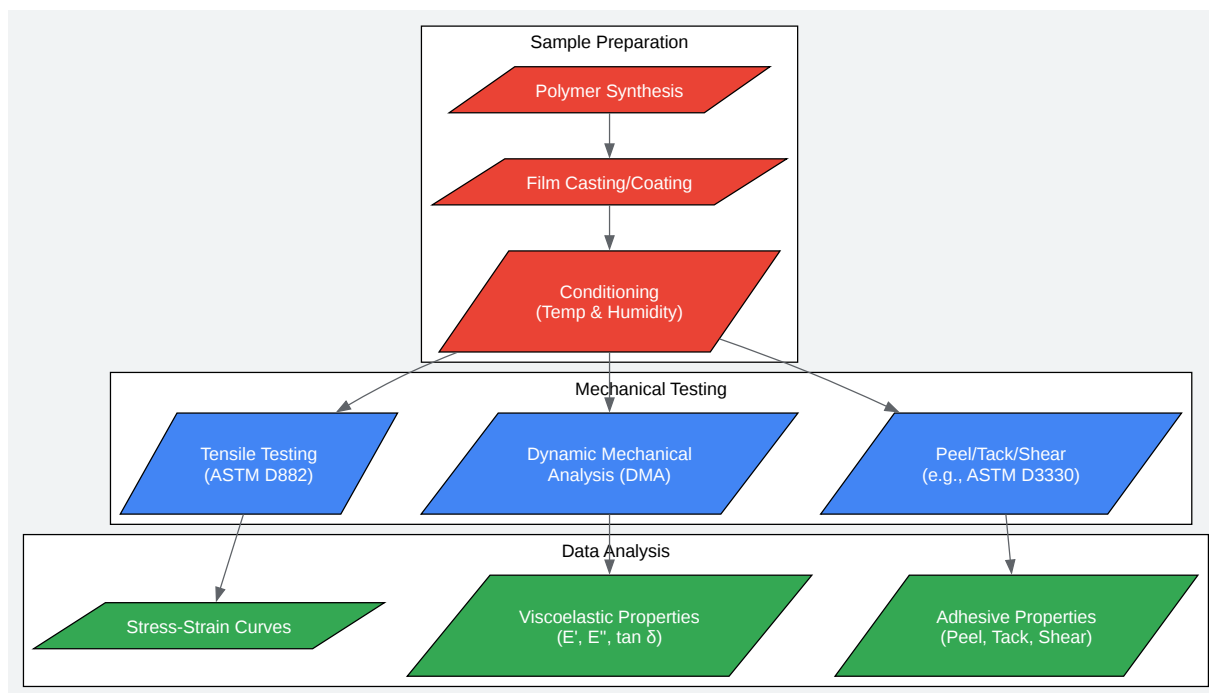 Sample Preparation
Polymer Synthesis
Film Casting/Coating
Conditioning
(Temp & Humidity)
Mechanical Testing
Tensile Testing
(ASTM D882)
Dynamic Mechanical
Analysis (DMA)
Peel/Tack/Shear
(e.g., ASTM D3330)
Data Analysis
Stress-Strain Curves
Viscoelastic Properties
(E', E'', tan δ)
Adhesive Properties
(Peel, Tack, Shear)